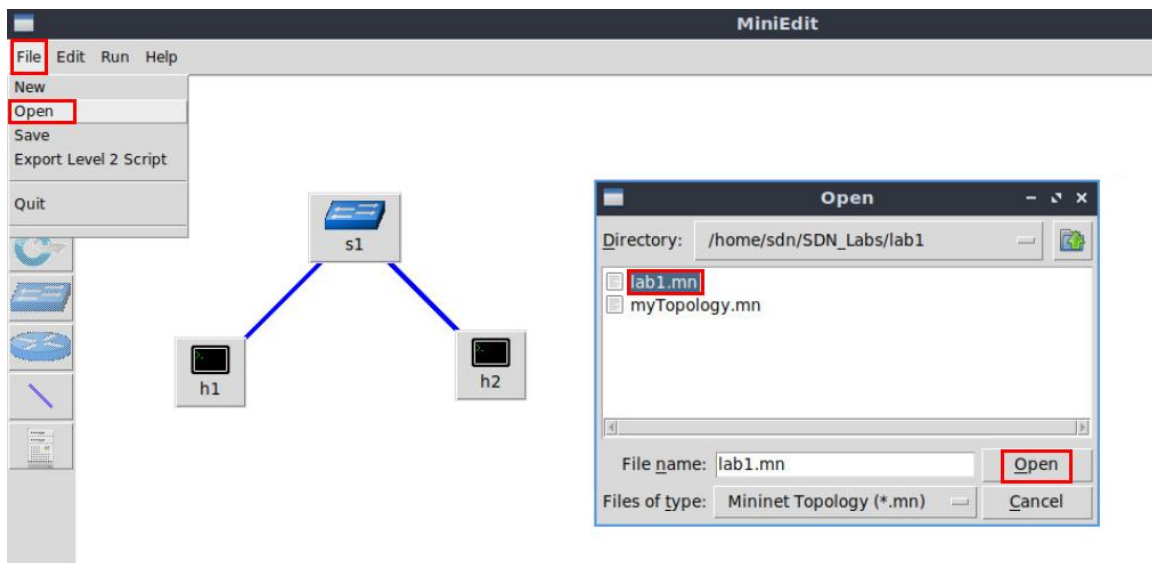 MiniEdit
File Edit Run Help
New
Open
Save
Export Level 2 Script
Quit
s1
h1
h2
Open
Directory: /home/sdn/SDN_Labs/lab1
lab1.mn
myTopology.mn
File name: lab1.mn
Open
Files of type: Mininet Topology (*.mn)
Cancel